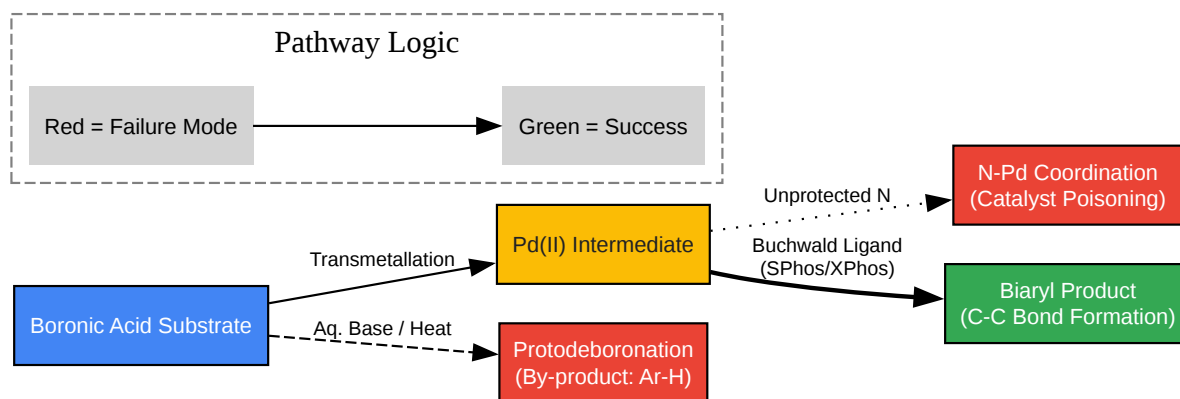 Pathway Logic
Red = Failure Mode
Green = Success
Unprotected N
N-Pd Coordination
(Catalyst Poisoning)
Pd(II) Intermediate
Buchwald Ligand
(SPhos/XPhos)
Transmetallation
Biaryl Product
(C-C Bond Formation)
Boronic Acid Substrate
Aq. Base / Heat
Protodeboronation
(By-product: Ar-H)